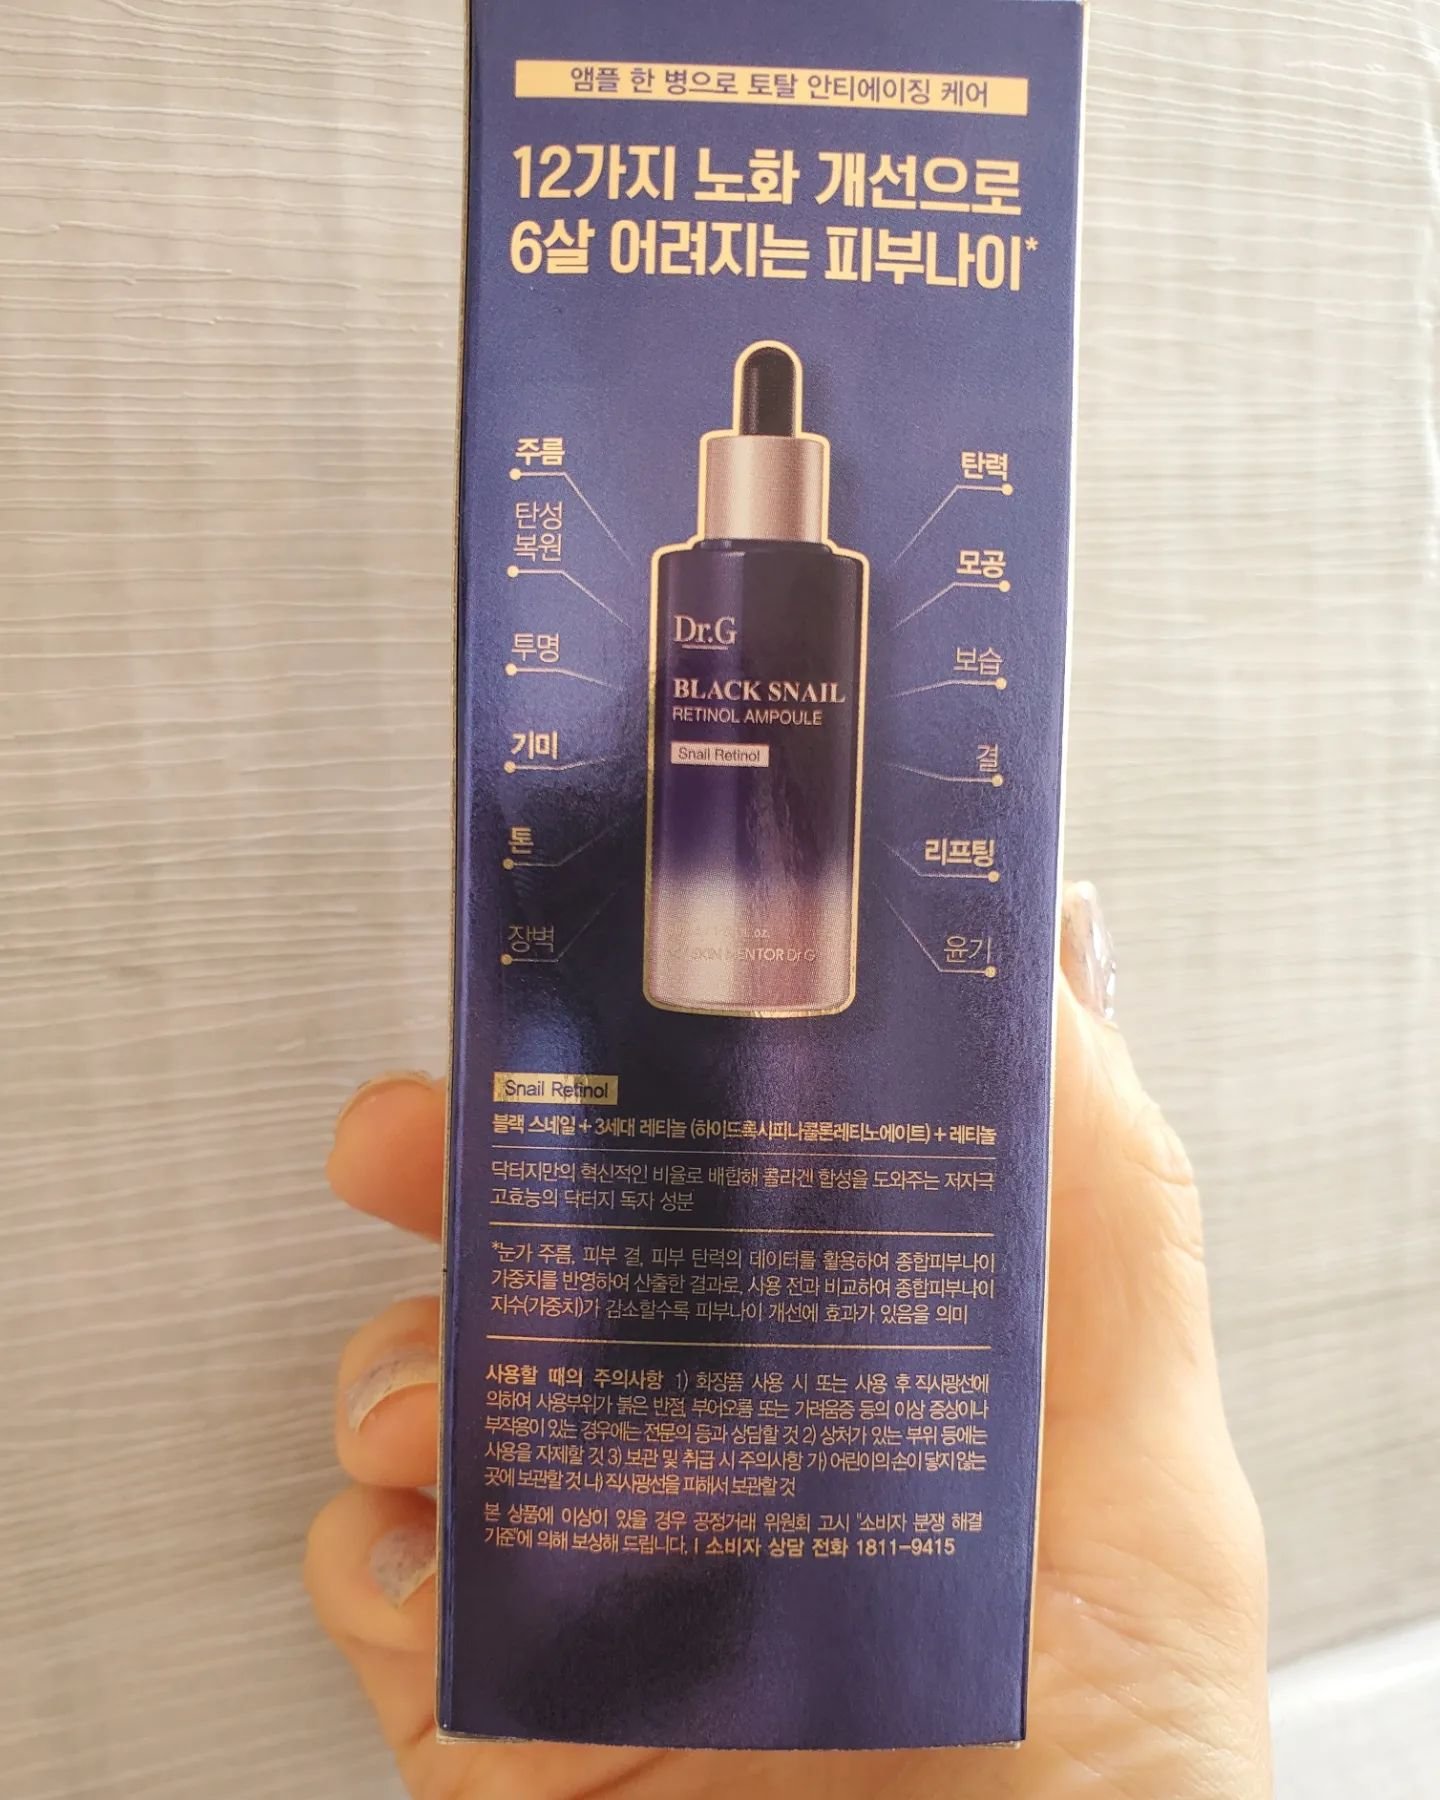 앰플 한 병으로 토탈 안티에이징 케어
12가지 노화 개선으로
6살 어려지는 피부나이*
주름
탄성
복원
투명
기미
톤
장벽
탄력
모공
보습
결
리프팅
윤기
Dr.G
BLACK SNAIL
RETINOL AMPOULE
Snail Retinol
fl. oz.
MY SKIN MENTOR Dr.G
Snail Retinol
블랙 스네일 + 3세대 레티놀 (하이드록시피나콜론레티노에이트) + 레티놀
닥터지만의 혁신적인 비율로 배합해 콜라겐 합성을 도와주는 저자극
고효능의 닥터지 독자 성분
*눈가 주름, 피부 결, 피부 탄력의 데이터를 활용하여 종합피부나이
가중치를 반영하여 산출한 결과로, 사용 전과 비교하여 종합피부나이
지수(가중치)가 감소할수록 피부나이 개선에 효과가 있음을 의미
사용할 때의 주의사항 1) 화장품 사용 시 또는 사용 후 직사광선에
의하여 사용부위가 붉은 반점, 부어오름 또는 가려움증 등의 이상 증상이나
부작용이 있는 경우에는 전문의 등과 상담할 것 2) 상처가 있는 부위 등에는
사용을 자제할 것 3) 보관 및 취급 시 주의사항 가) 어린이의 손이 닿지 않는
곳에 보관할 것 나) 직사광선을 피해서 보관할 것
본 상품에 이상이 있을 경우 공정거래 위원회 고시 "소비자 분쟁 해결
기준"에 의해 보상해 드립니다. | 소비자 상담 전화 1811-9415